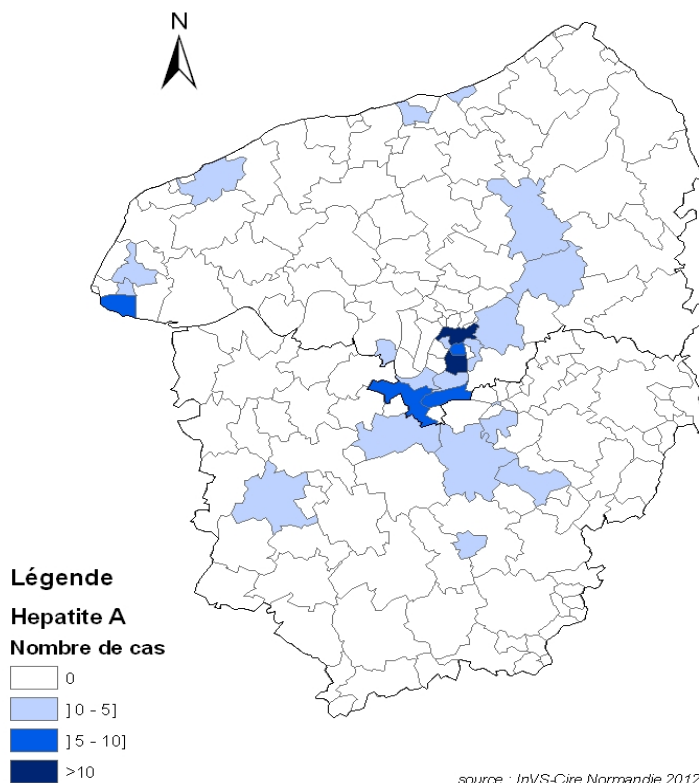 N
Légende
Hepatite A
Nombre de cas
0
]0 - 5]
]5 - 10]
>10
source : InVS-Cire Normandie 2012